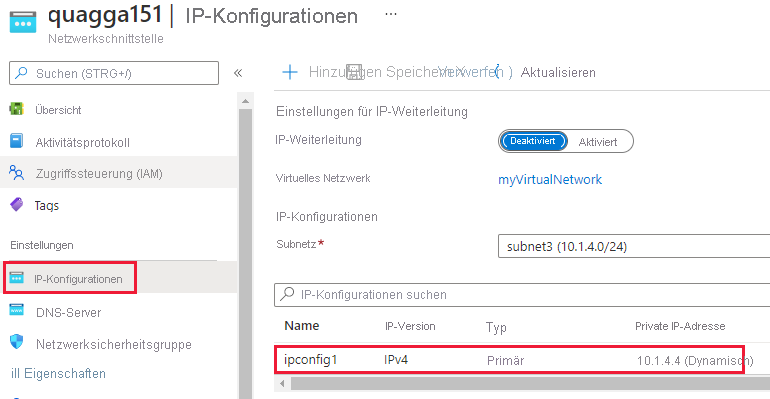 quagga151 | IP-Konfigurationen ...
Netzwerkschnittstelle
Suchen (STRG+/) «
Übersicht
Aktivitätsprotokoll
Zugriffssteuerung (IAM)
Tags
Einstellungen
IP-Konfigurationen
DNS-Server
Netzwerksicherheitsgruppe
ıll Eigenschaften
+ Hinzufügen Speichern Verwerfen Aktualisieren
Einstellungen für IP-Weiterleitung
IP-Weiterleitung Deaktiviert Aktiviert
Virtuelles Netzwerk myVirtualNetwork
IP-Konfigurationen
Subnetz* subnet3 (10.1.4.0/24)
IP-Konfigurationen suchen
Name IP-Version Typ Private IP-Adresse
ipconfig1 IPv4 Primär 10.1.4.4 (Dynamisch)